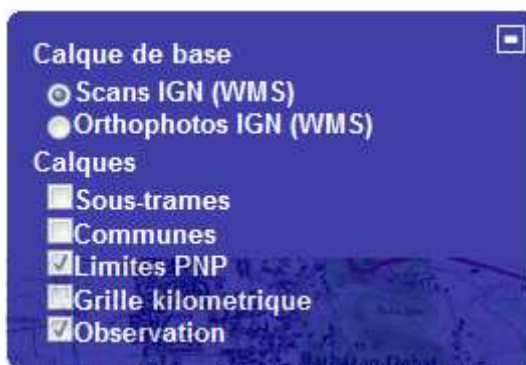 Calque de base
Scans IGN (WMS)
Orthophotos IGN (WMS)
Calques
Sous-trames
Communes
Limites PNP
Grille kilometrique
Observation